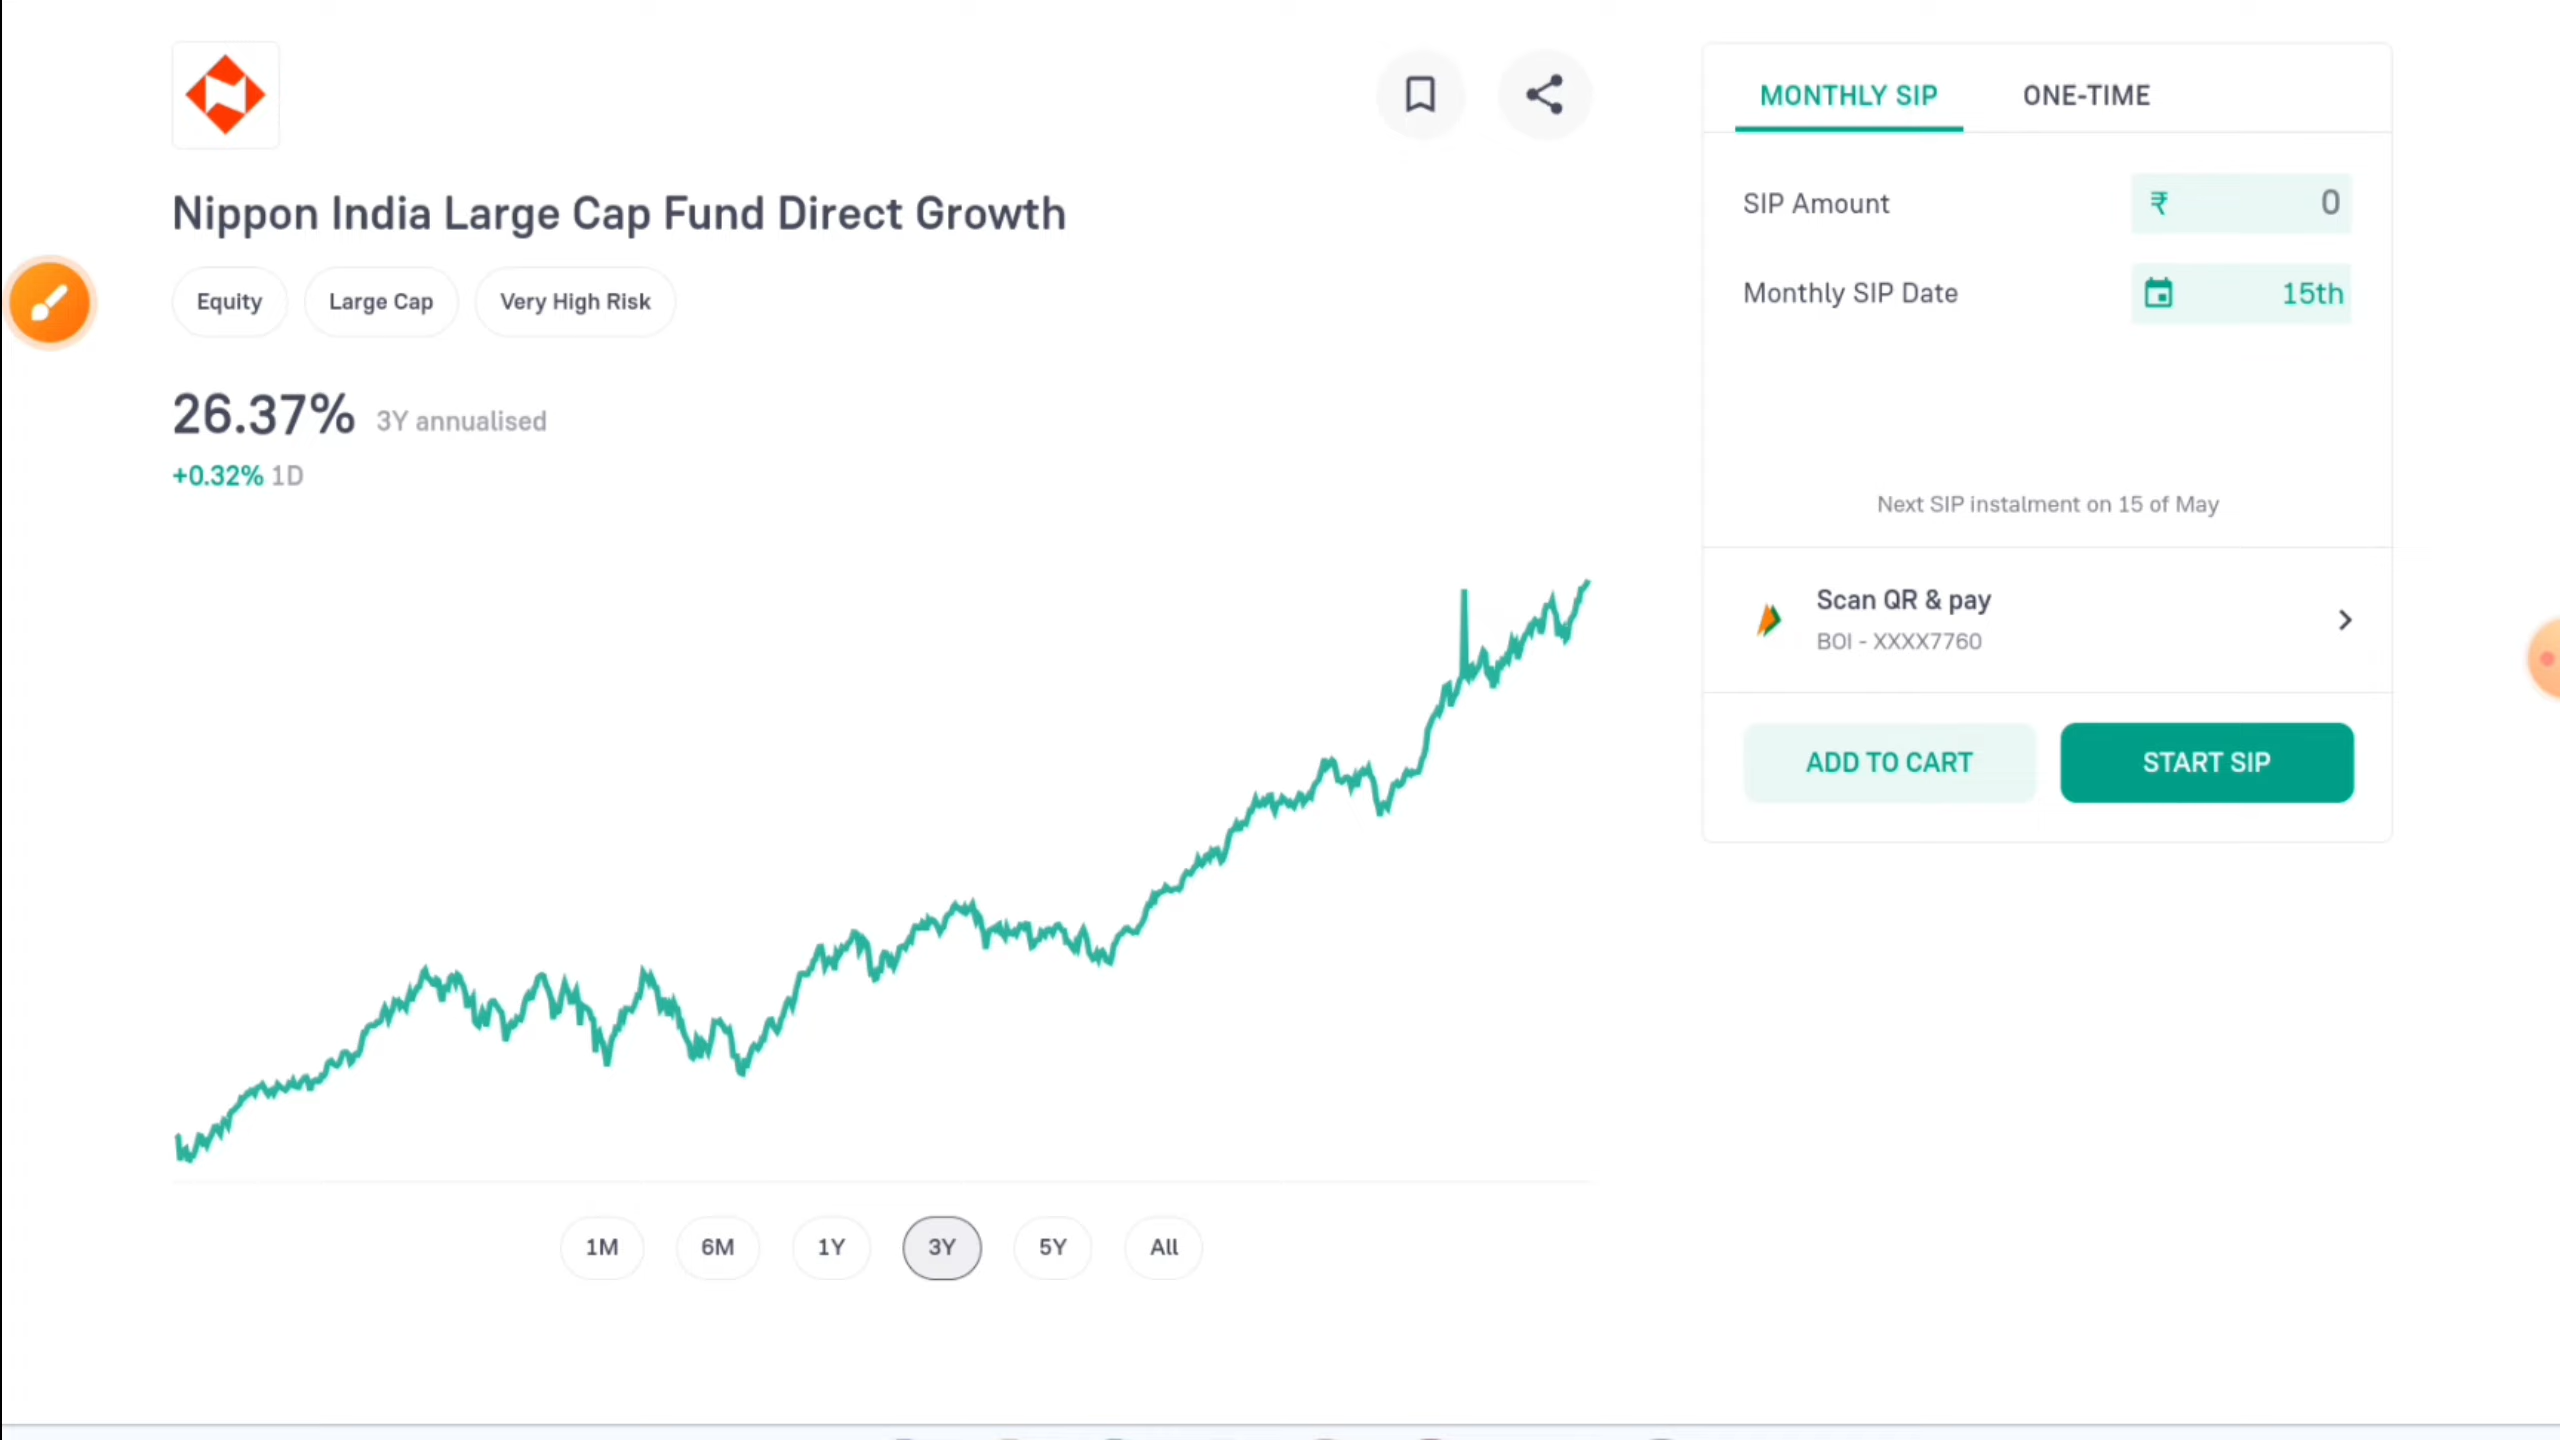 Nippon India Large Cap Fund Direct Growth
Equity
Large Cap
Very High Risk
26.37% 3Y annualised
+0.32% 1D
1M 6M 1Y 3Y 5Y All
MONTHLY SIP ONE-TIME
SIP Amount ₹ 0
Monthly SIP Date 15th
Next SIP instalment on 15 of May
Scan QR & pay
BOI - XXXX7760
ADD TO CART START SIP